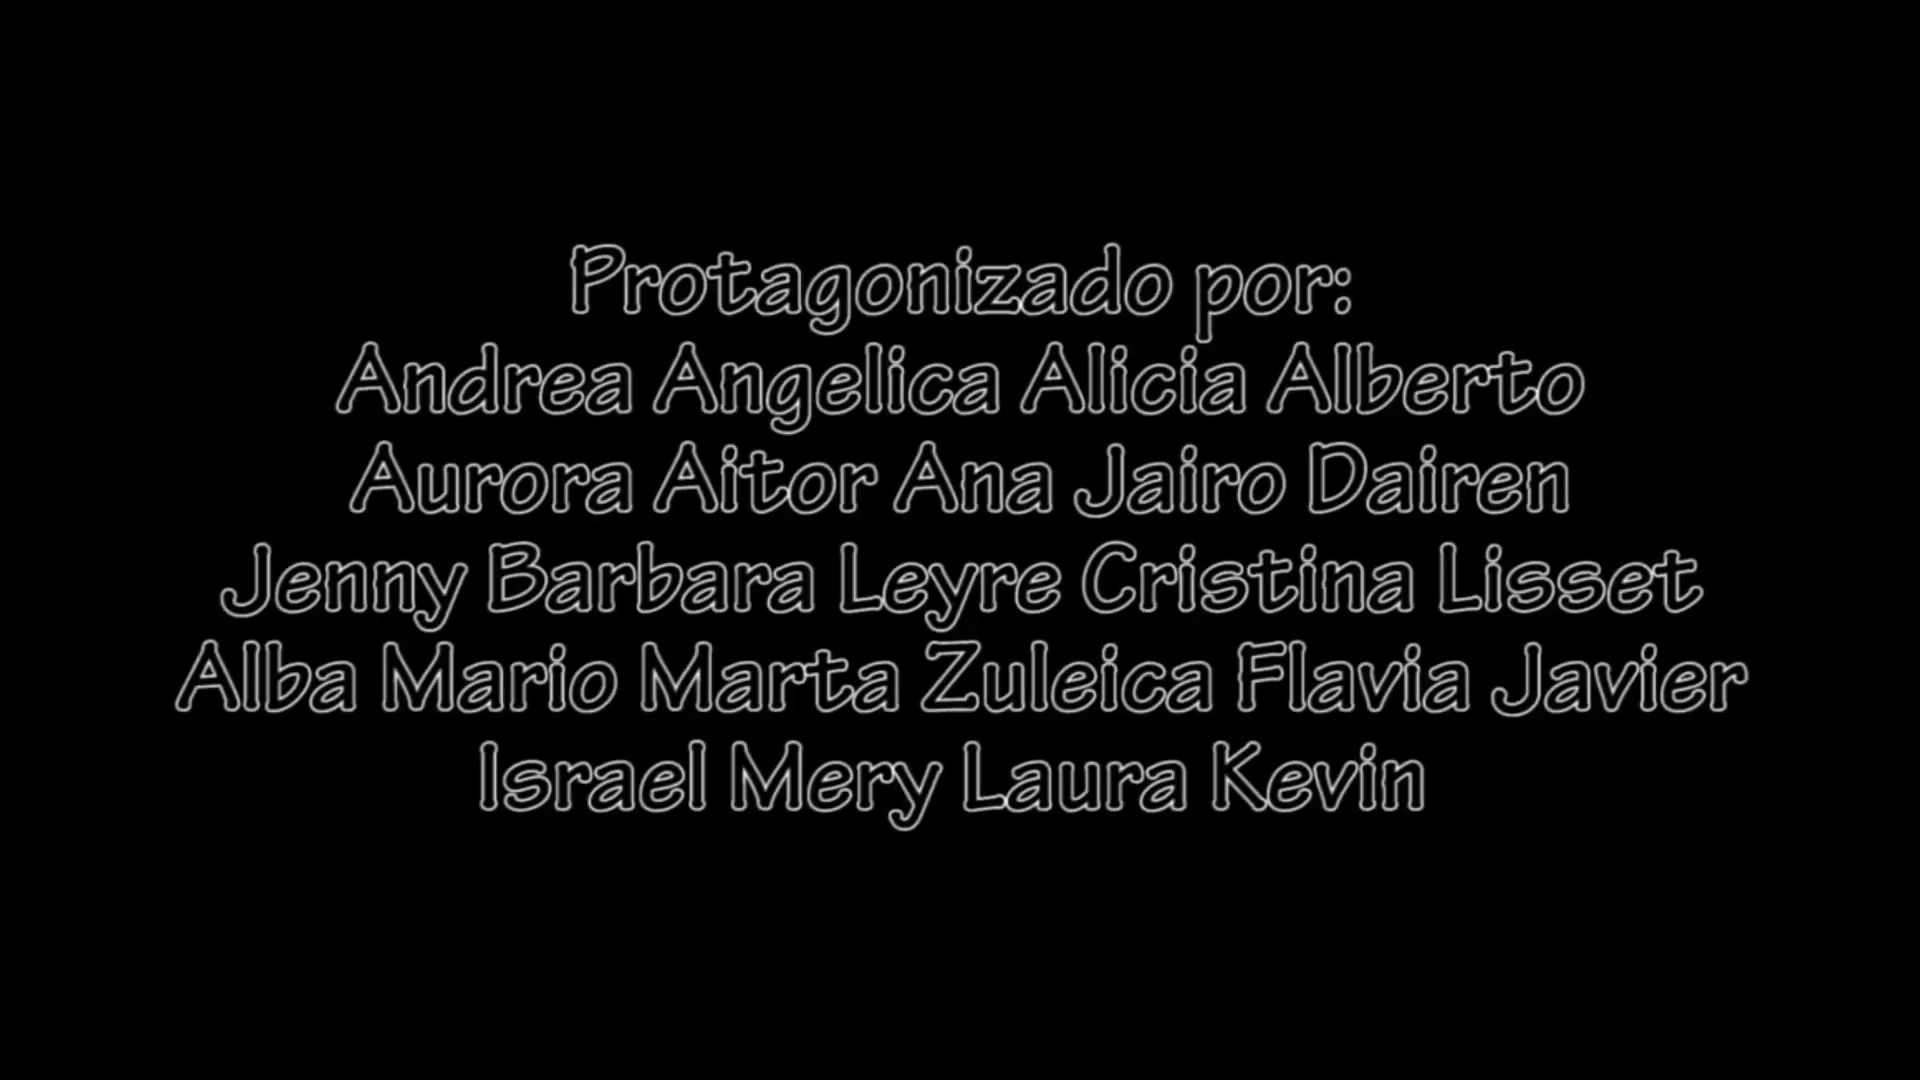 Protagonizado por:
Andrea Angelica Alicia Alberto
Aurora Aitor Ana Jairo Dairen
Jenny Barbara Leyre Cristina Lisset
Alba Mario Marta Zuleica Flavia Javier
Israel Mery Laura Kevin